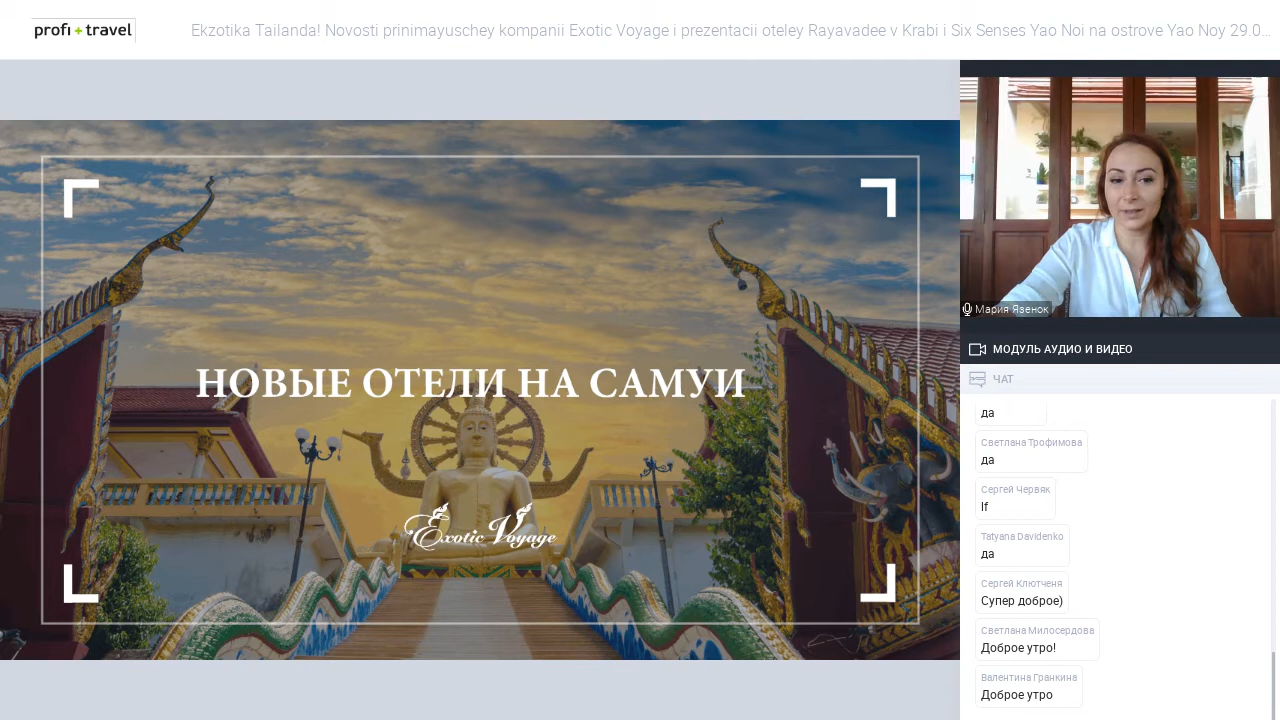 profi + travel
Ekzotika Tailanda! Novosti prinimayuschey kompanii Exotic Voyage i prezentacii oteley Rayavadee v Krabi i Six Senses Yao Noi na ostrove Yao Noy 29.0...
НОВЫЕ ОТЕЛИ НА САМУИ
Exotic Voyage
Мария Язенок
МОДУЛЬ АУДИО И ВИДЕО
ЧАТ
да
Светлана Трофимова
да
Сергей Червяк
lf
Tatyana Davidenko
да
Сергей Клютченя
Супер доброе)
Светлана Милосердова
Доброе утро!
Валентина Гранкина
Доброе утро